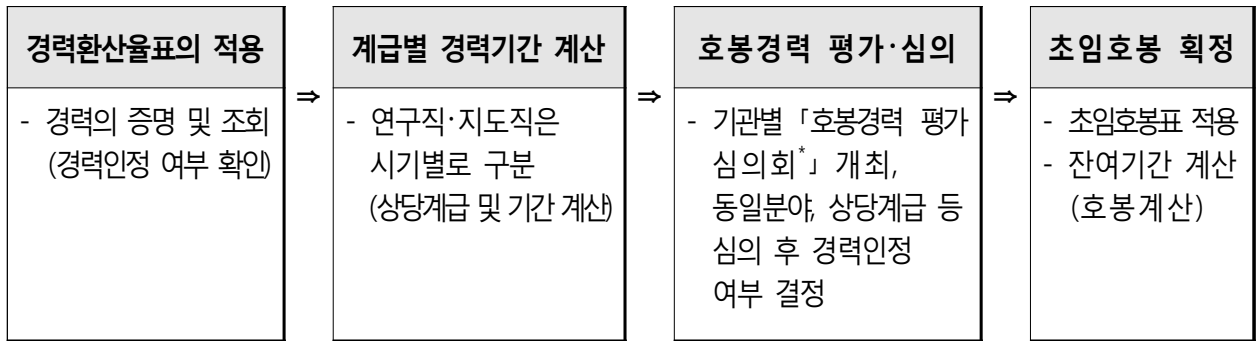 경력환산율표의 적용
- 경력의 증명 및 조회
(경력인정 여부 확인)
⇒
계급별 경력기간 계산
- 연구직·지도직은
시기별로 구분
(상당계급 및 기간 계산)
⇒
호봉경력 평가·심의
- 기관별 「호봉경력 평가
심의회*」 개최,
동일분야, 상당계급 등
심의 후 경력인정
여부 결정
⇒
초임호봉 획정
- 초임호봉표 적용
- 잔여기간 계산
(호봉계산)